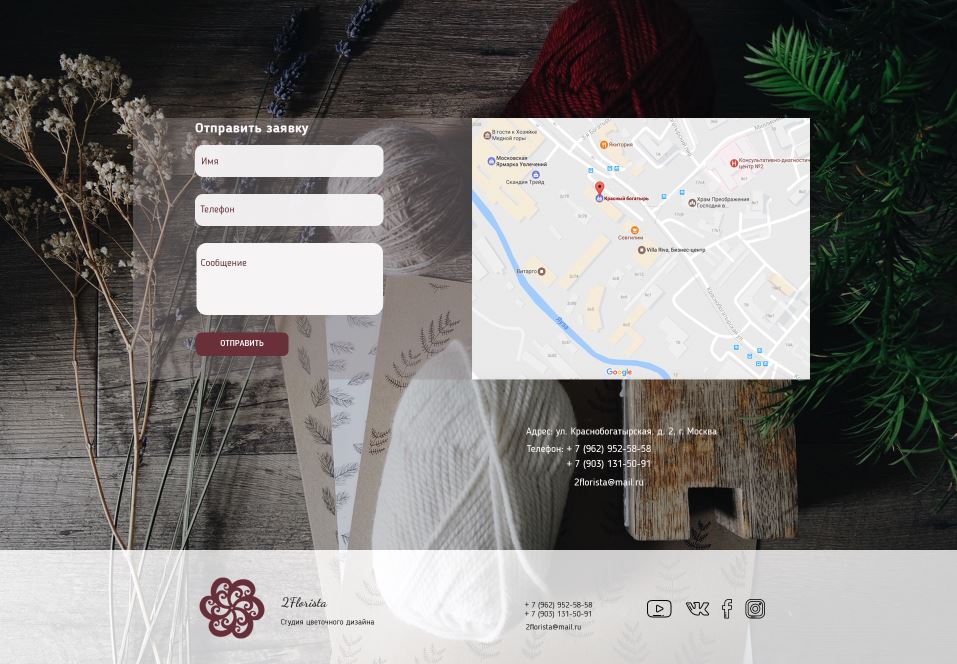 Отправить заявку
Имя
Телефон
Сообщение
ОТПРАВИТЬ
В гости к Хозяйке
Медной горы
Московская
Ярмарка Увлечений
Скандия Трейд
Якитория
Консультативно-диагностич
центр №2
Красный богатырь
Храм Преображения
Господня в...
Севгилим
Villa Riva, Бизнес-центр
Витарго
Яуза
Google
Адрес: ул. Краснобогатырская, д. 2, г. Москва
Телефон: + 7 (962) 952-58-58
+ 7 (903) 131-50-91
2florista@mail.ru
2Florista
Студия цветочного дизайна
+ 7 (962) 952-58-58
+ 7 (903) 131-50-91
2florista@mail.ru